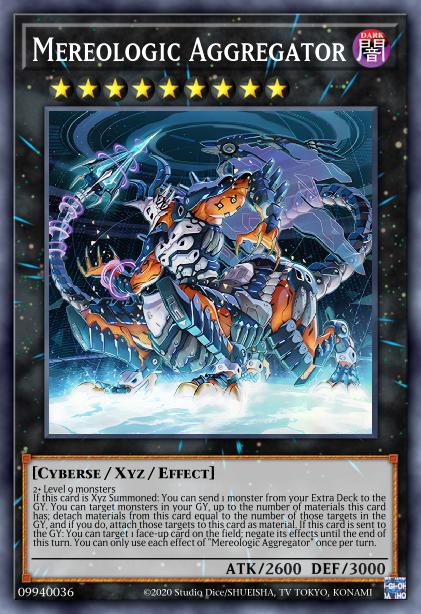 MEREOLOGIC AGGREGATOR
DARK
闇
[CYBERSE / XYZ / EFFECT]
2+ Level 9 monsters
If this card is Xyz Summoned: You can send 1 monster from your Extra Deck to the
GY. You can target monsters in your GY, up to the number of materials this card
has; detach materials from this card equal to the number of those targets in the
GY, and if you do, attach those targets to this card as material. If this card is sent to
the GY: You can target 1 face-up card on the field; negate its effects until the end of
this turn. You can only use each effect of "Mereologic Aggregator" once per turn.
ATK/2600 DEF/3000
09940036
©2020 Studio Dice/SHUEISHA, TV TOKYO, KONAMI